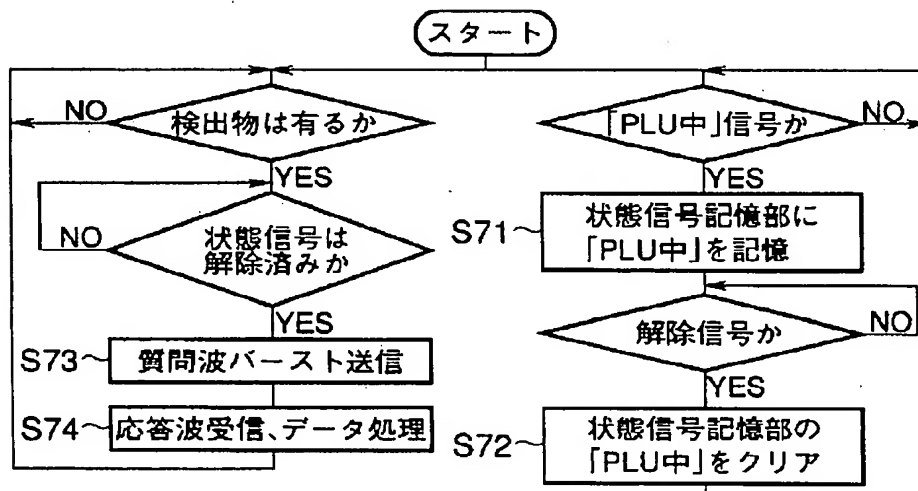 スタート
NO
検出物は有るか
YES
NO
状態信号は
解除済みか
YES
S73
質問波バースト送信
S74
応答波受信、データ処理
「PLU中」信号か
NO
YES
S71
状態信号記憶部に
「PLU中」を記憶
解除信号か
NO
YES
S72
状態信号記憶部の
「PLU中」をクリア